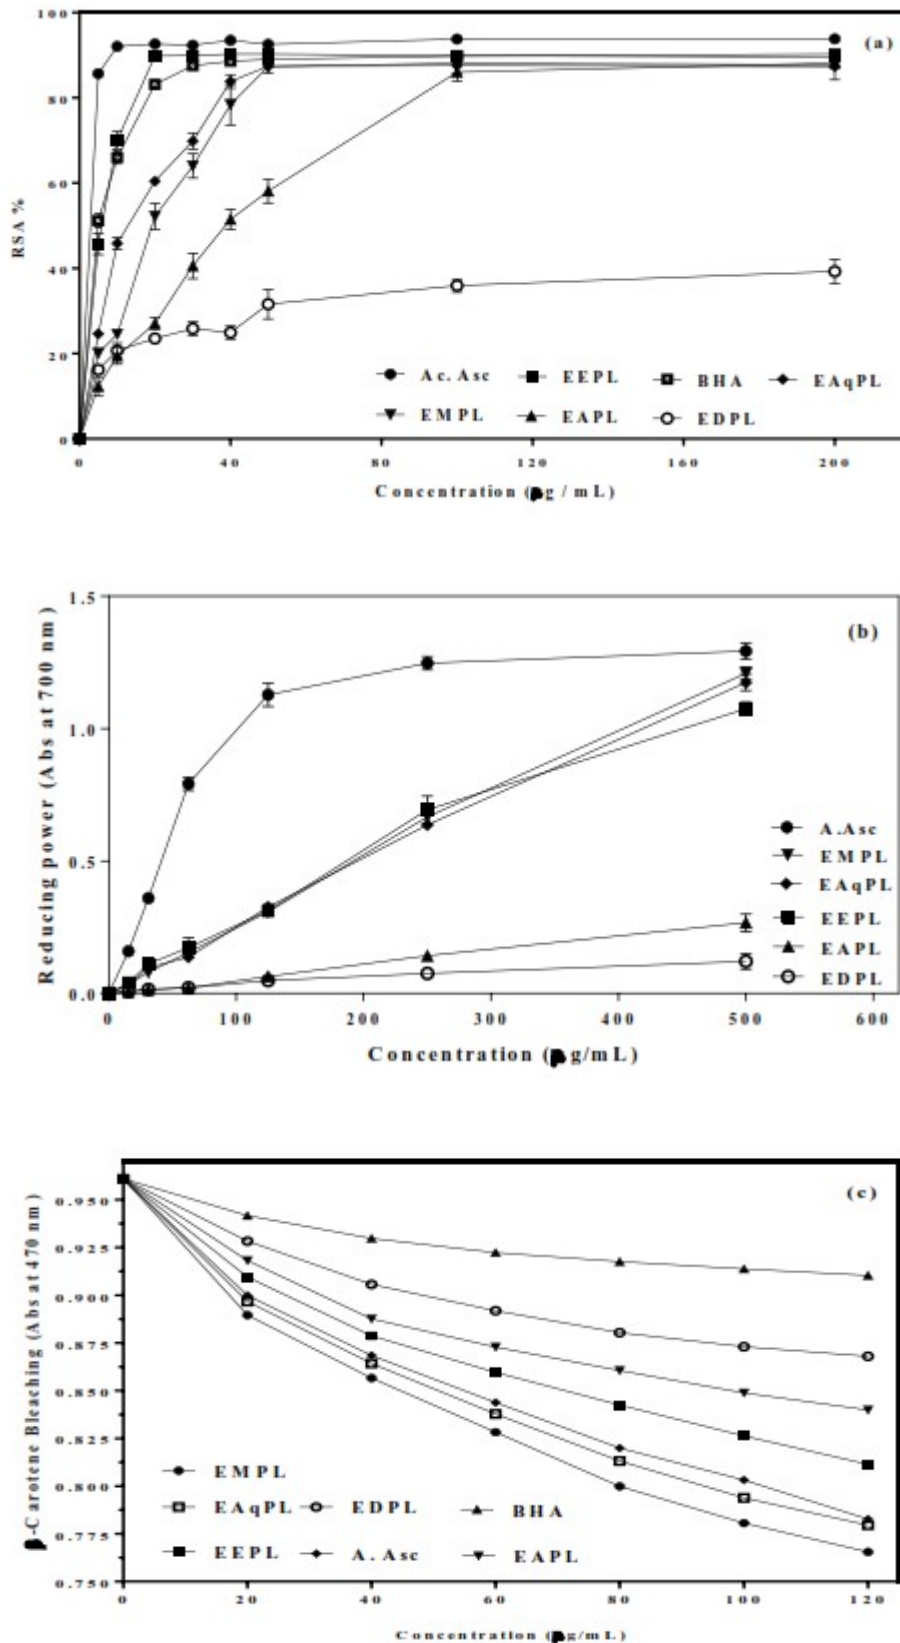 100
(a)
80
60
RSA %
40
20
Ac.Asc EEPL BHA EAqPL
EMPL EAPL EDPL
0
0 40 80 120 160 200
Concentration (µg / mL)
1.5
(b)
Reducing power (Abs at 700 nm)
1.0
A.Asc
EMPL
0.5
EAqPL
EEPL
EAPL
EDPL
0.0
0 100 200 300 400 500 600
Concentration (µg/mL)
(c)
0.950
0.925
0.900
β-Carotene Bleaching (Abs at 470 nm)
0.875
0.850
0.825
0.800
EMPL
EAqPL EDPL BHA
0.775
EEPL A. Asc EAPL
0.750
0 20 40 60 80 100 120
Concentration (µg/mL)